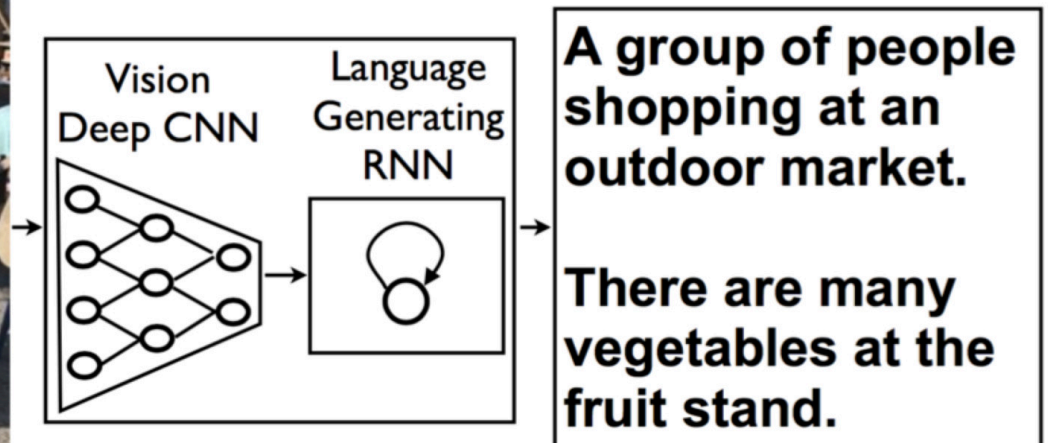 Vision
Deep CNN
Language
Generating
RNN
A group of people
shopping at an
outdoor market.
There are many
vegetables at the
fruit stand.